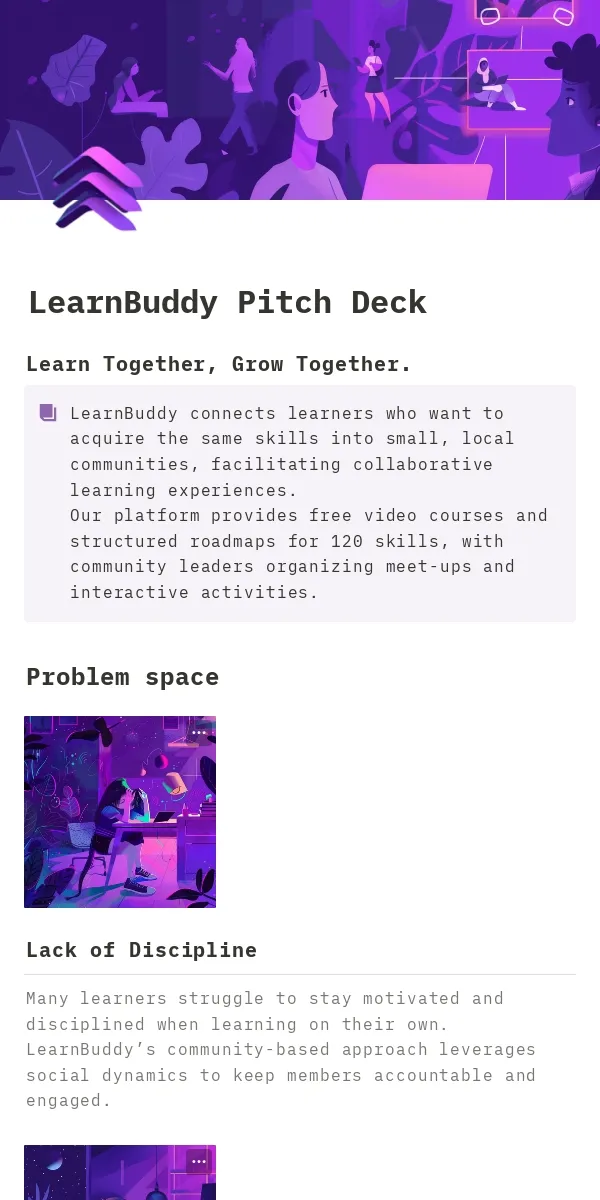 LearnBuddy Pitch Deck
Learn Together, Grow Together.
LearnBuddy connects learners who want to
acquire the same skills into small, local
communities, facilitating collaborative
learning experiences.
Our platform provides free video courses and
structured roadmaps for 120 skills, with
community leaders organizing meet-ups and
interactive activities.
Problem space
Lack of Discipline
Many learners struggle to stay motivated and
disciplined when learning on their own.
LearnBuddy’s community-based approach leverages
social dynamics to keep members accountable and
engaged.